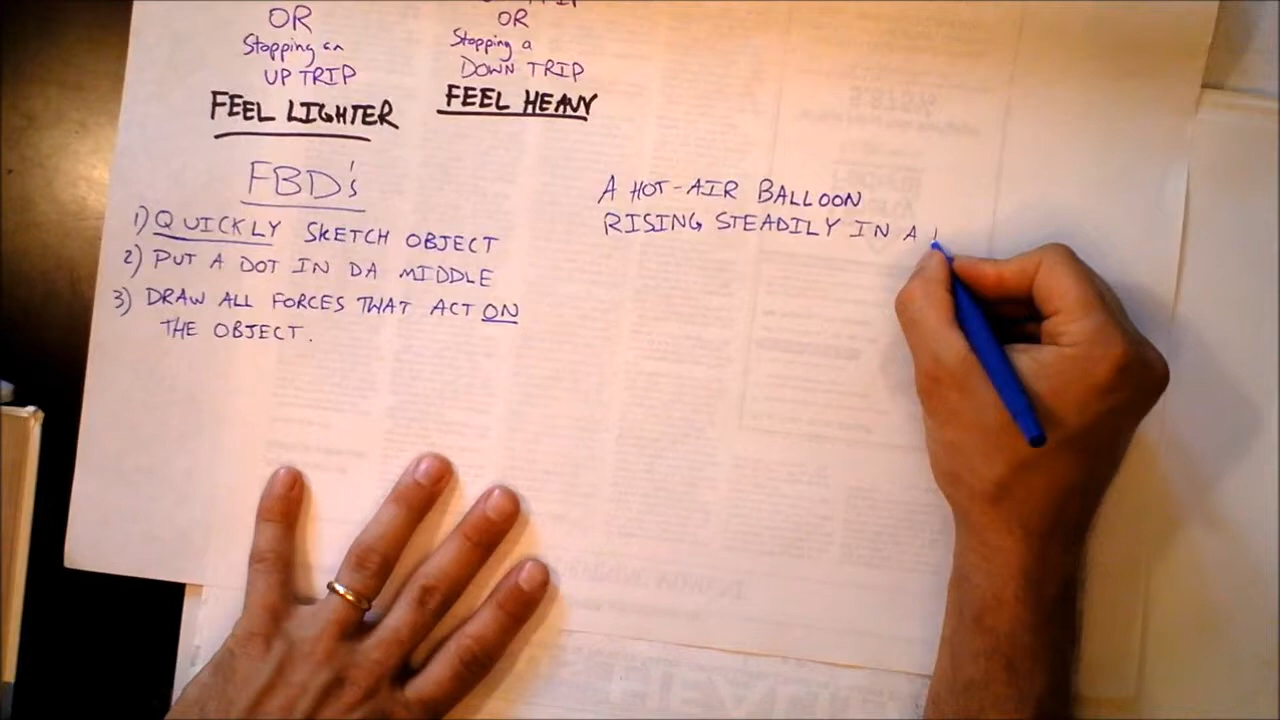 OR
OR
Stopping an
UP TRIP
Stopping a
DOWN TRIP
FEEL LIGHTER
FEEL HEAVY
FBD's
1) QUICKLY SKETCH OBJECT
2) PUT A DOT IN DA MIDDLE
3) DRAW ALL FORCES THAT ACT ON
THE OBJECT.
A HOT-AIR BALLOON
RISING STEADILY IN A